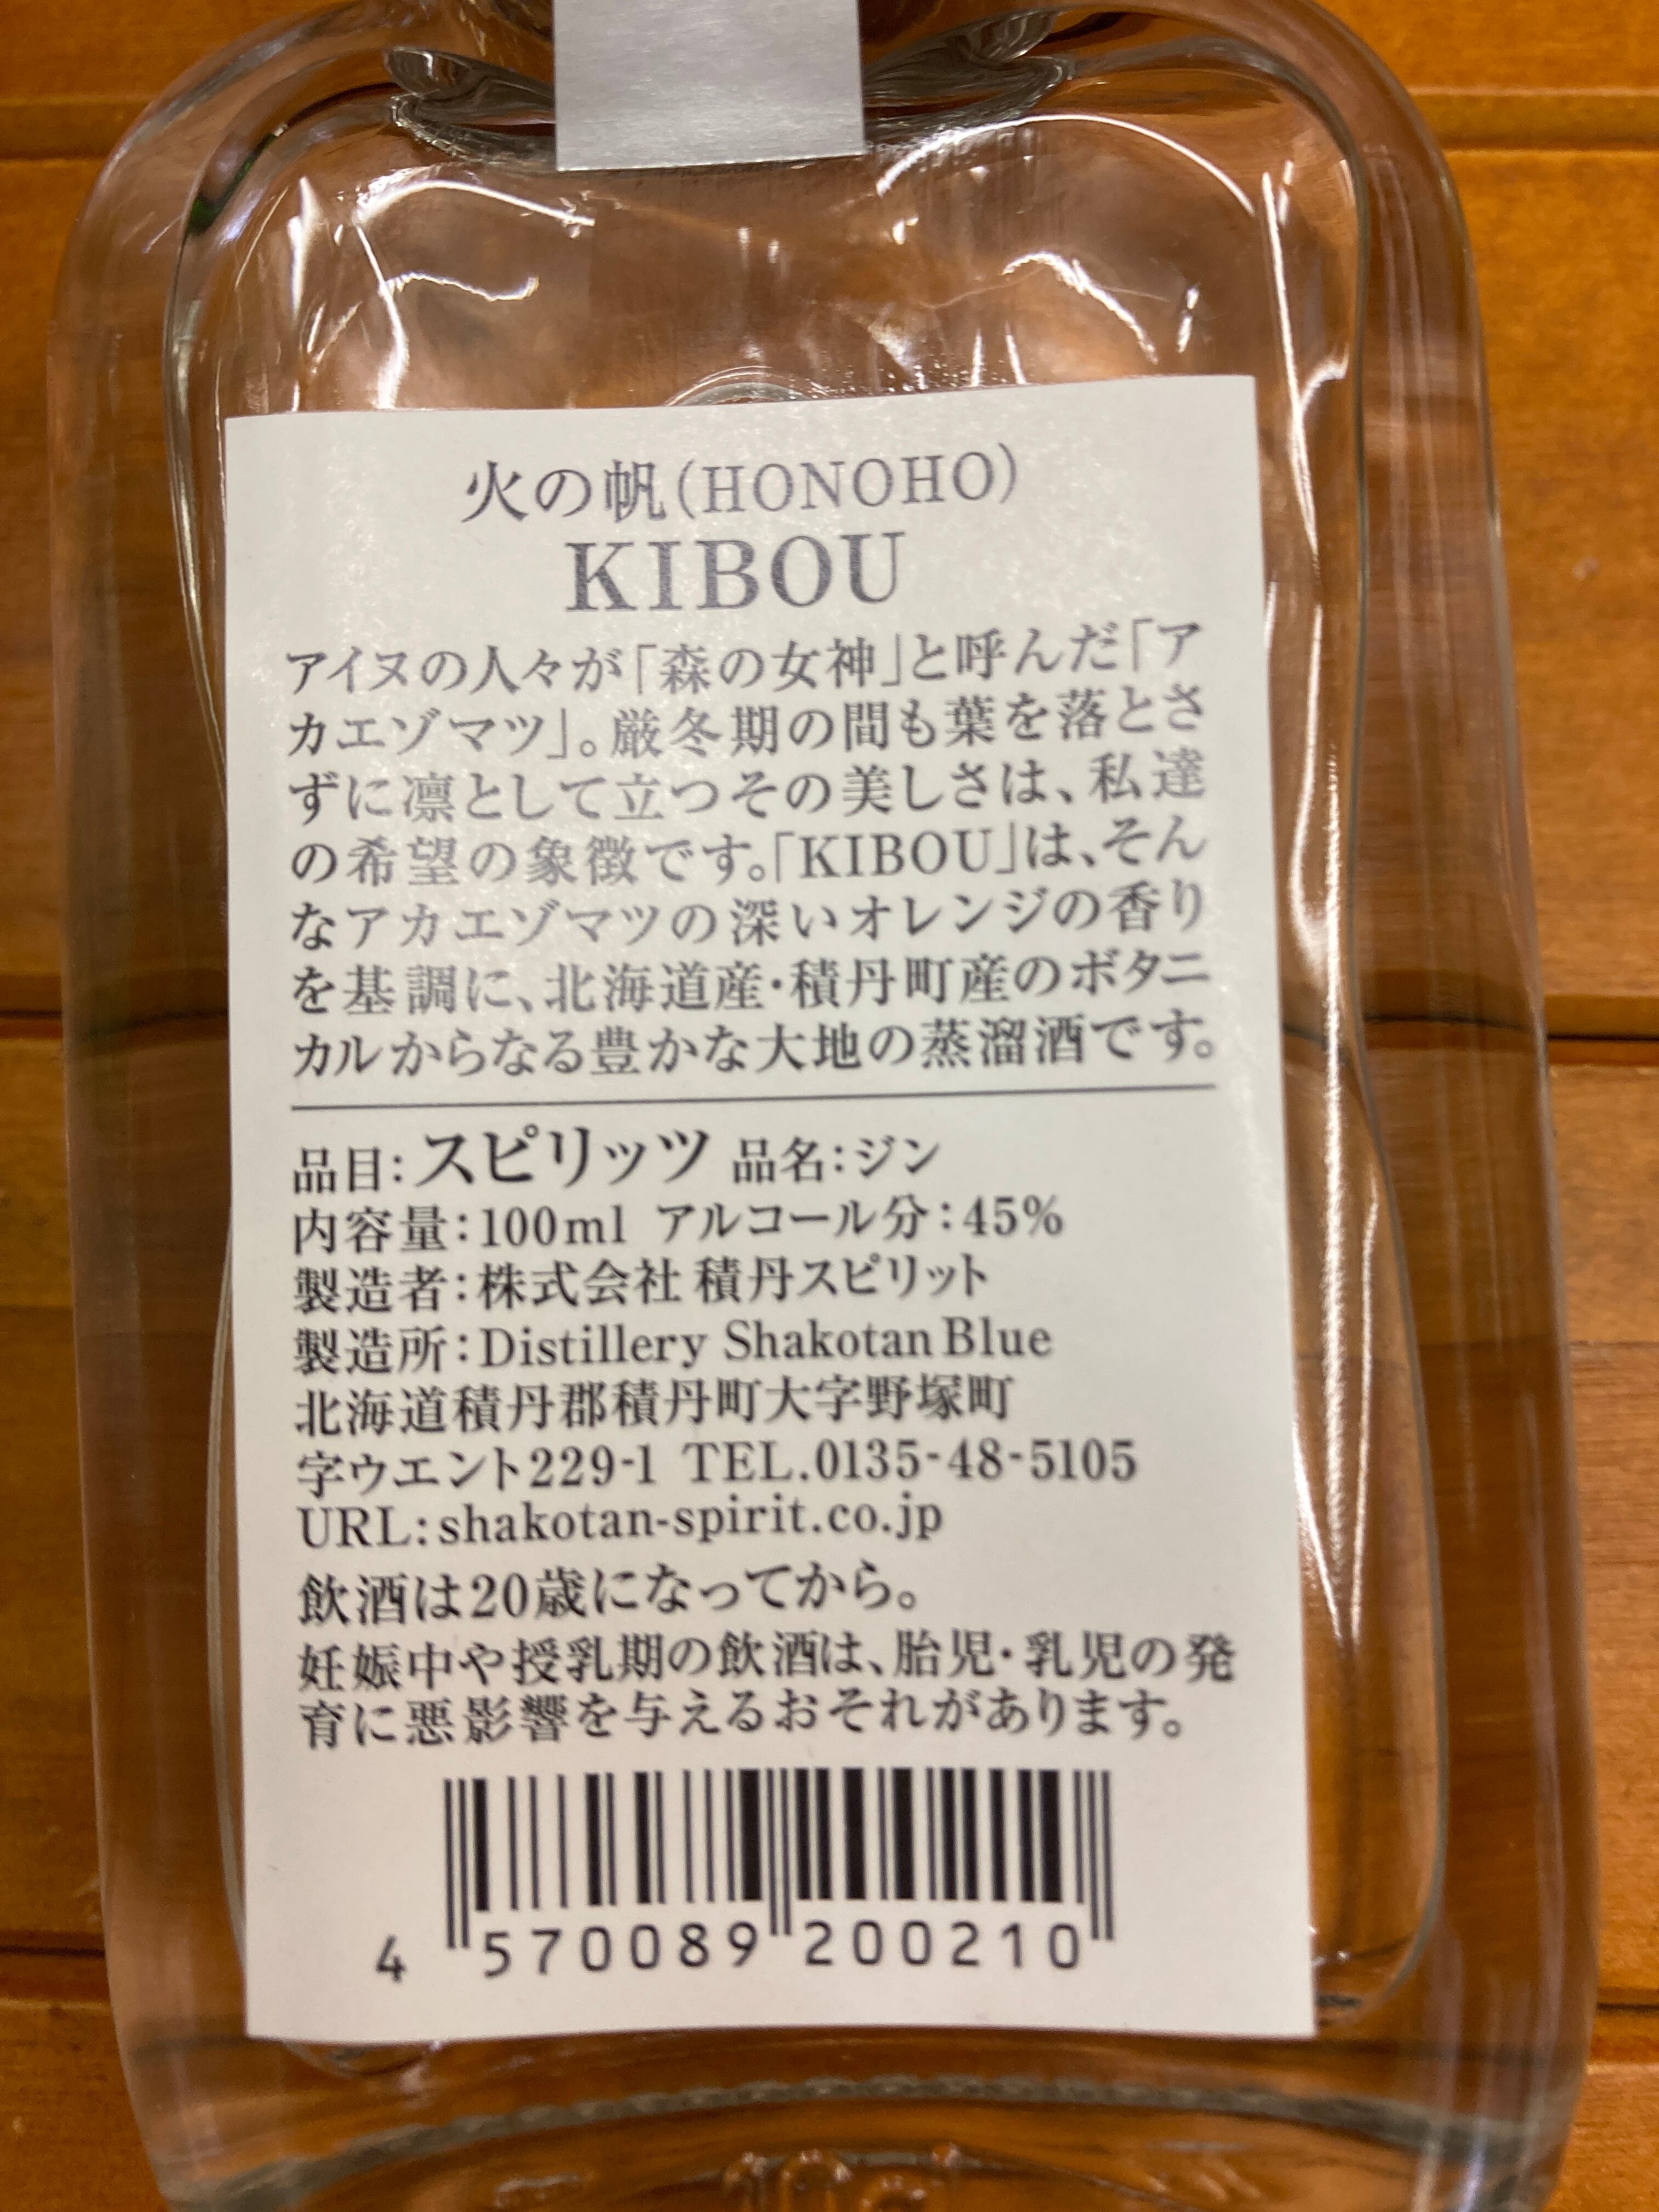 火の帆(HONOHO)
KIBOU
アイヌの人々が「森の女神」と呼んだ「ア
カエゾマツ」。厳冬期の間も葉を落とさ
ずに凛として立つその美しさは、私達
の希望の象徴です。「KIBOU」は、そん
なアカエゾマツの深いオレンジの香り
を基調に、北海道産・積丹町産のボタニ
カルからなる豊かな大地の蒸溜酒です。
品目：スピリッツ 品名：ジン
内容量：100ml アルコール分：45%
製造者：株式会社 積丹スピリット
製造所：Distillery Shakotan Blue
北海道積丹郡積丹町大字野塚町
字ウエント229-1 TEL.0135-48-5105
URL：shakotan-spirit.co.jp
飲酒は20歳になってから。
妊娠中や授乳期の飲酒は、胎児・乳児の発
育に悪影響を与えるおそれがあります。
4 570089 200210